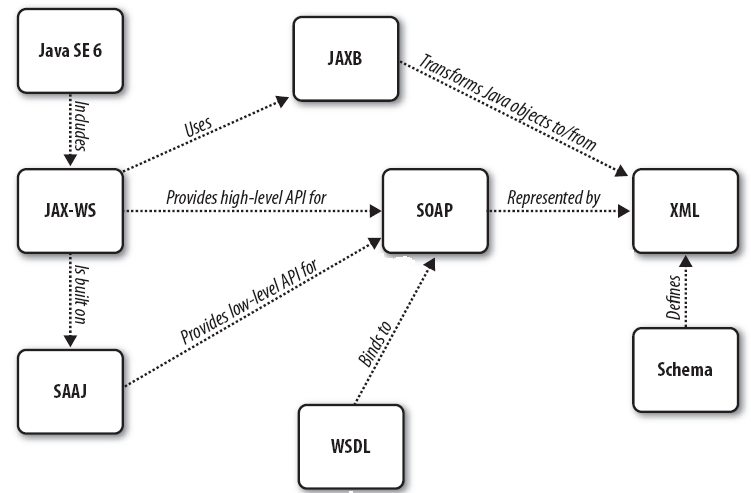 Java SE 6
JAXB
Transforms Java objects to/from
Includes
Uses
JAX-WS
Provides high-level API for
SOAP
Represented by
XML
Is built on
Provides low-level API for
Binds to
Defines
SAAJ
Schema
WSDL